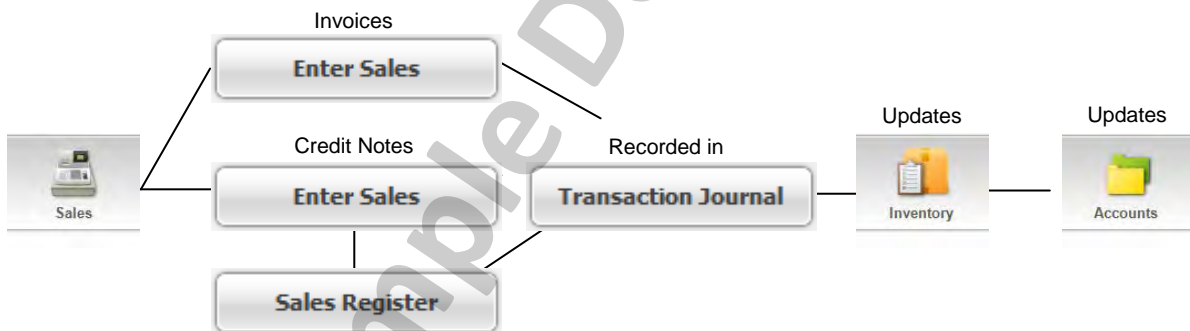 Invoices
Enter Sales
Updates
Updates
Credit Notes
Recorded in
Sales
Enter Sales
Transaction Journal
Inventory
Accounts
Sales Register